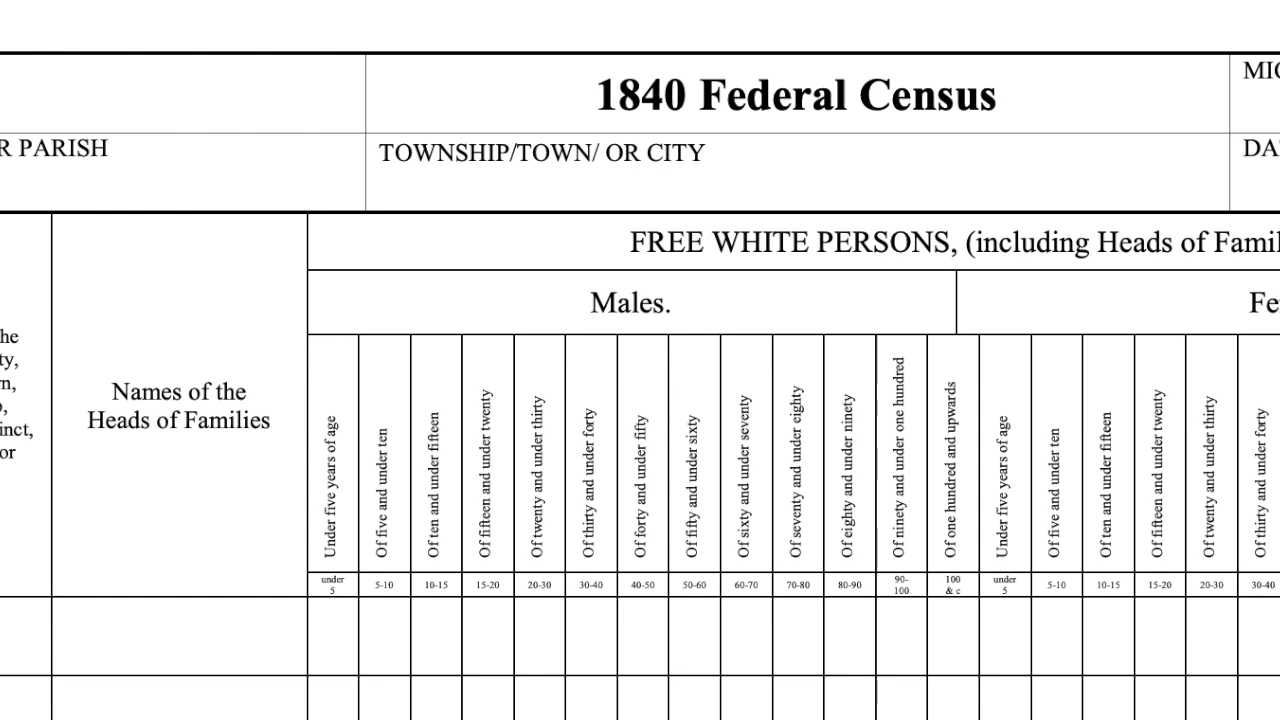 1840 Federal Census
PARISH
TOWNSHIP/TOWN/ OR CITY
FREE WHITE PERSONS, (including Heads of
Males.
Names of the
Heads of Families
Under five years of age
Of five and under ten
Of ten and under fifteen
Of fifteen and under twenty
Of twenty and under thirty
Of thirty and under forty
Of forty and under fifty
Of fifty and under sixty
Of sixty and under seventy
Of seventy and under eighty
Of eighty and under ninety
Of ninety and under one hundred
Of one hundred and upwards
Under five years of age
Of five and under ten
Of ten and under fifteen
Of fifteen and under twenty
Of twenty and under thirty
Of thirty and under forty
under 5
5-10
10-15
15-20
20-30
30-40
40-50
50-60
60-70
70-80
80-90
90-100
100 & c
under 5
5-10
10-15
15-20
20-30
30-40